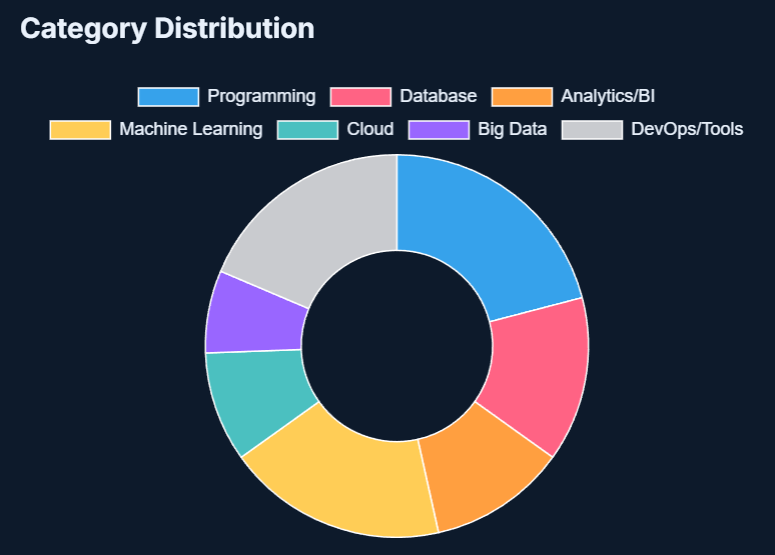 Category Distribution
Programming Database Analytics/BI
Machine Learning Cloud Big Data DevOps/Tools